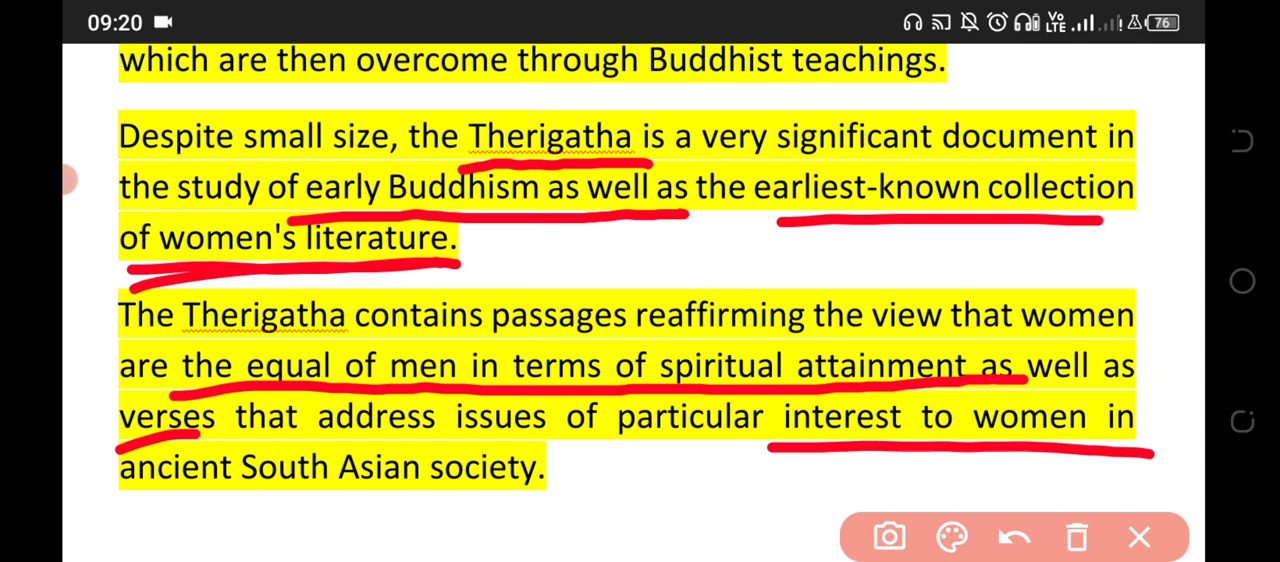 09:20
Vo
LTE
76
which are then overcome through Buddhist teachings.
Despite small size, the Therigatha is a very significant document in
the study of early Buddhism as well as the earliest-known collection
of women's literature.
The Therigatha contains passages reaffirming the view that women
are the equal of men in terms of spiritual attainment as well as
verses that address issues of particular interest to women in
ancient South Asian society.